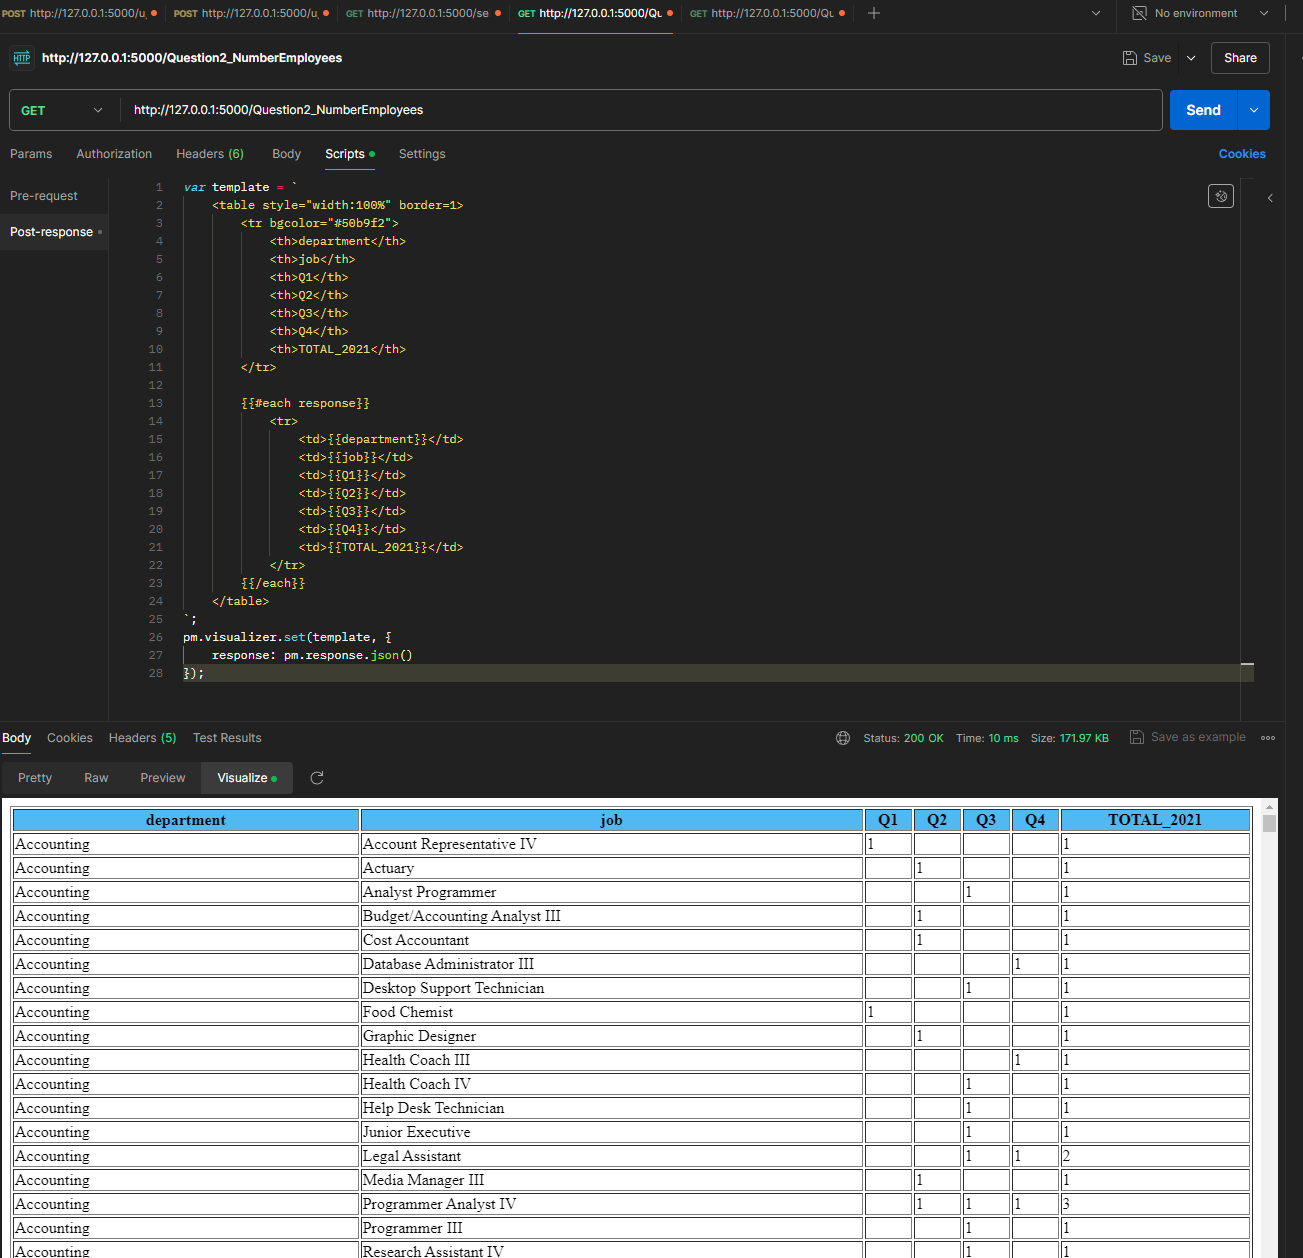 POST http://127.0.0.1:5000/u, POST http://127.0.0.1:5000/u, GET http://127.0.0.1:5000/se GET http://127.0.0.1:5000/Qu GET http://127.0.0.1:5000/Qu + No environment
HTTP http://127.0.0.1:5000/Question2_NumberEmployees Save Share
GET http://127.0.0.1:5000/Question2_NumberEmployees Send
Params Authorization Headers (6) Body Scripts Settings Cookies
Pre-request
Post-response
1 var template = `
2 <table style="width:100%" border=1>
3 <tr bgcolor="#50b9f2">
4 <th>department</th>
5 <th>job</th>
6 <th>Q1</th>
7 <th>Q2</th>
8 <th>Q3</th>
9 <th>Q4</th>
10 <th>TOTAL_2021</th>
11 </tr>
12
13 {{#each response}}
14 <tr>
15 <td>{{department}}</td>
16 <td>{{job}}</td>
17 <td>{{Q1}}</td>
18 <td>{{Q2}}</td>
19 <td>{{Q3}}</td>
20 <td>{{Q4}}</td>
21 <td>{{TOTAL_2021}}</td>
22 </tr>
23 {{/each}}
24 </table>
25 `;
26 pm.visualizer.set(template, {
27 response: pm.response.json()
28 });
Body Cookies Headers (5) Test Results Status: 200 OK Time: 10 ms Size: 171.97 KB Save as example
Pretty Raw Preview Visualize
department job Q1 Q2 Q3 Q4 TOTAL_2021
Accounting Account Representative IV 1 1
Accounting Actuary 1 1
Accounting Analyst Programmer 1 1
Accounting Budget/Accounting Analyst III 1 1
Accounting Cost Accountant 1 1
Accounting Database Administrator III 1 1
Accounting Desktop Support Technician 1 1
Accounting Food Chemist 1 1
Accounting Graphic Designer 1 1
Accounting Health Coach III 1 1
Accounting Health Coach IV 1 1
Accounting Help Desk Technician 1 1
Accounting Junior Executive 1 1
Accounting Legal Assistant 1 1 2
Accounting Media Manager III 1 1
Accounting Programmer Analyst IV 1 1 1 3
Accounting Programmer III 1 1
Accounting Research Assistant IV 1 1